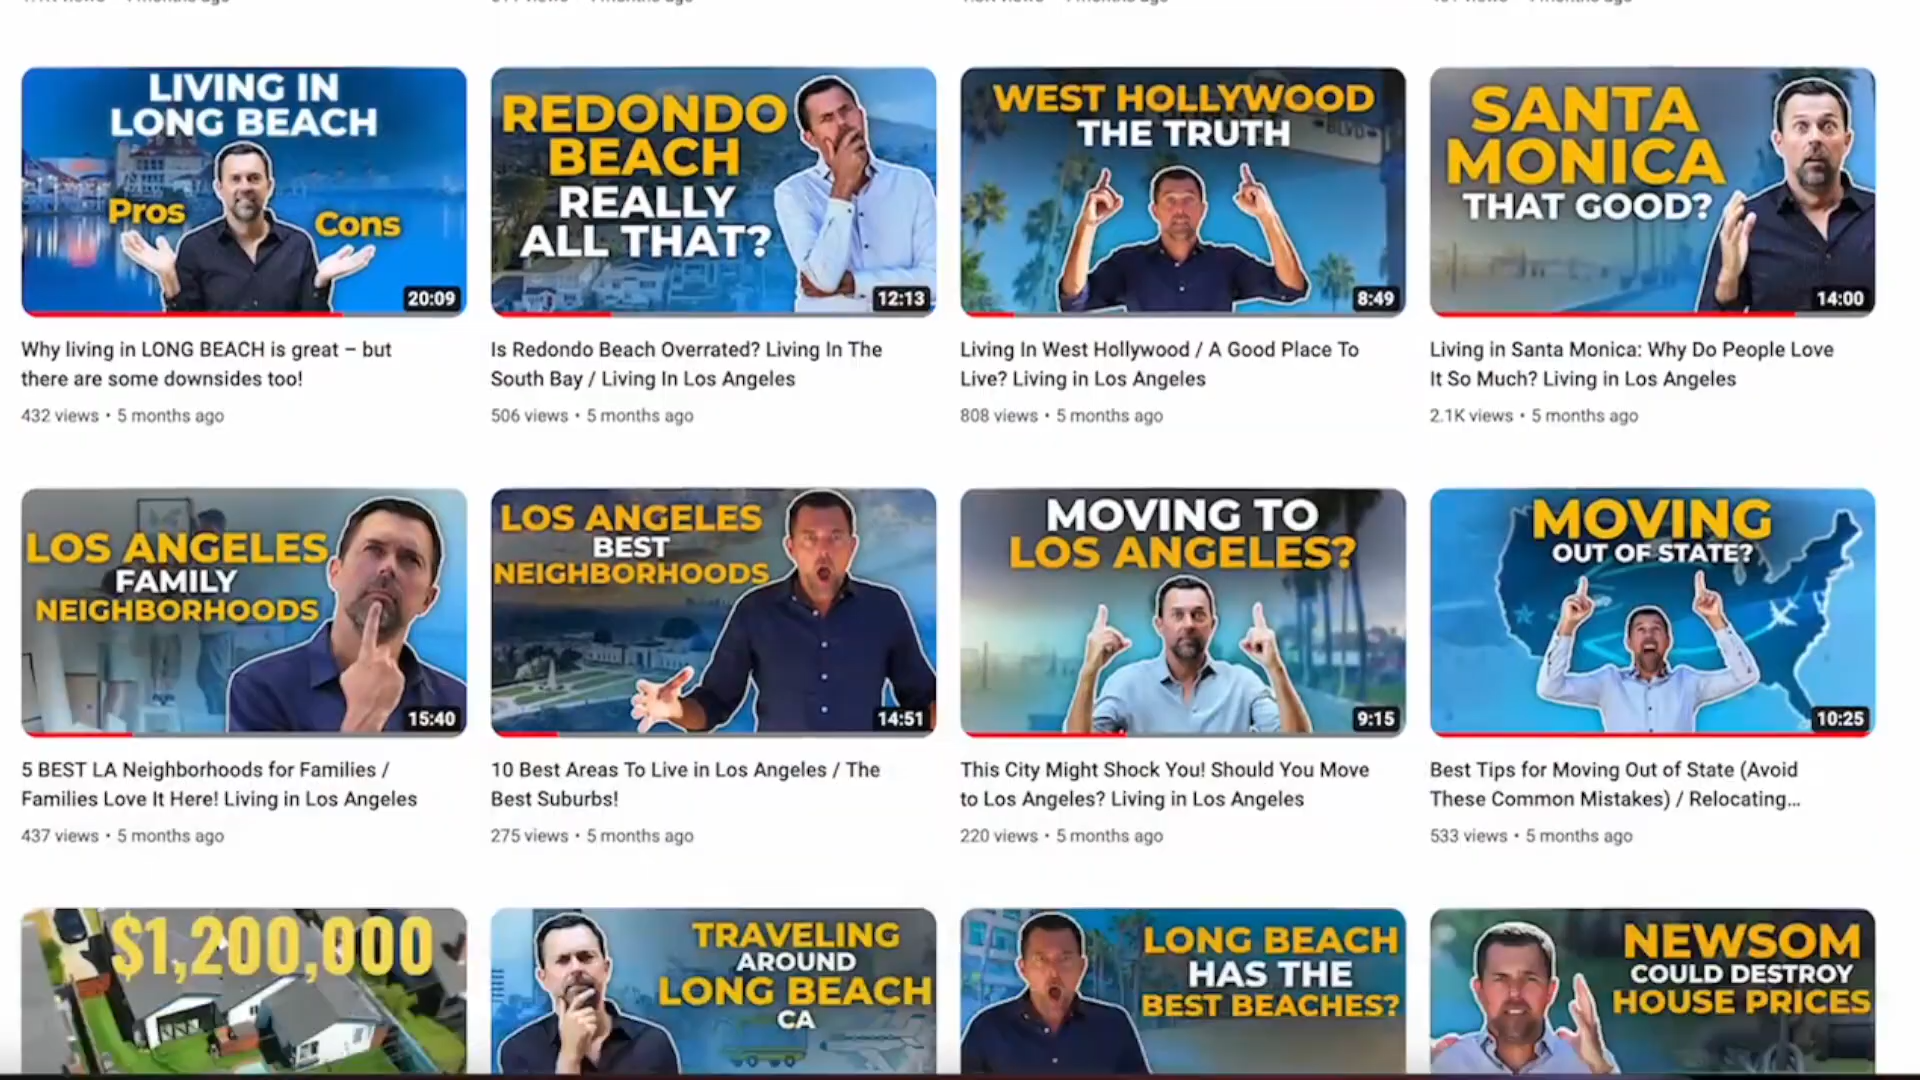 LIVING IN
LONG BEACH
Pros
Cons
20:09
REDONDO
BEACH
REALLY
ALL THAT?
12:13
WEST HOLLYWOOD
THE TRUTH
BLVD
8:49
SANTA
MONICA
THAT GOOD?
14:00
Why living in LONG BEACH is great – but
there are some downsides too!
432 views • 5 months ago
Is Redondo Beach Overrated? Living In The
South Bay / Living In Los Angeles
506 views • 5 months ago
Living In West Hollywood / A Good Place To
Live? Living in Los Angeles
808 views • 5 months ago
Living in Santa Monica: Why Do People Love
It So Much? Living in Los Angeles
2.1K views • 5 months ago
LOS ANGELES
FAMILY
NEIGHBORHOODS
15:40
LOS ANGELES
BEST
NEIGHBORHOODS
14:51
MOVING TO
LOS ANGELES?
9:15
MOVING
OUT OF STATE?
10:25
5 BEST LA Neighborhoods for Families /
Families Love It Here! Living in Los Angeles
437 views • 5 months ago
10 Best Areas To Live in Los Angeles / The
Best Suburbs!
275 views • 5 months ago
This City Might Shock You! Should You Move
to Los Angeles? Living in Los Angeles
220 views • 5 months ago
Best Tips for Moving Out of State (Avoid
These Common Mistakes) / Relocating...
533 views • 5 months ago
$1,200,000
TRAVELING
AROUND
LONG BEACH
CA
LONG BEACH
HAS THE
BEST BEACHES?
NEWSOM
COULD DESTROY
HOUSE PRICES